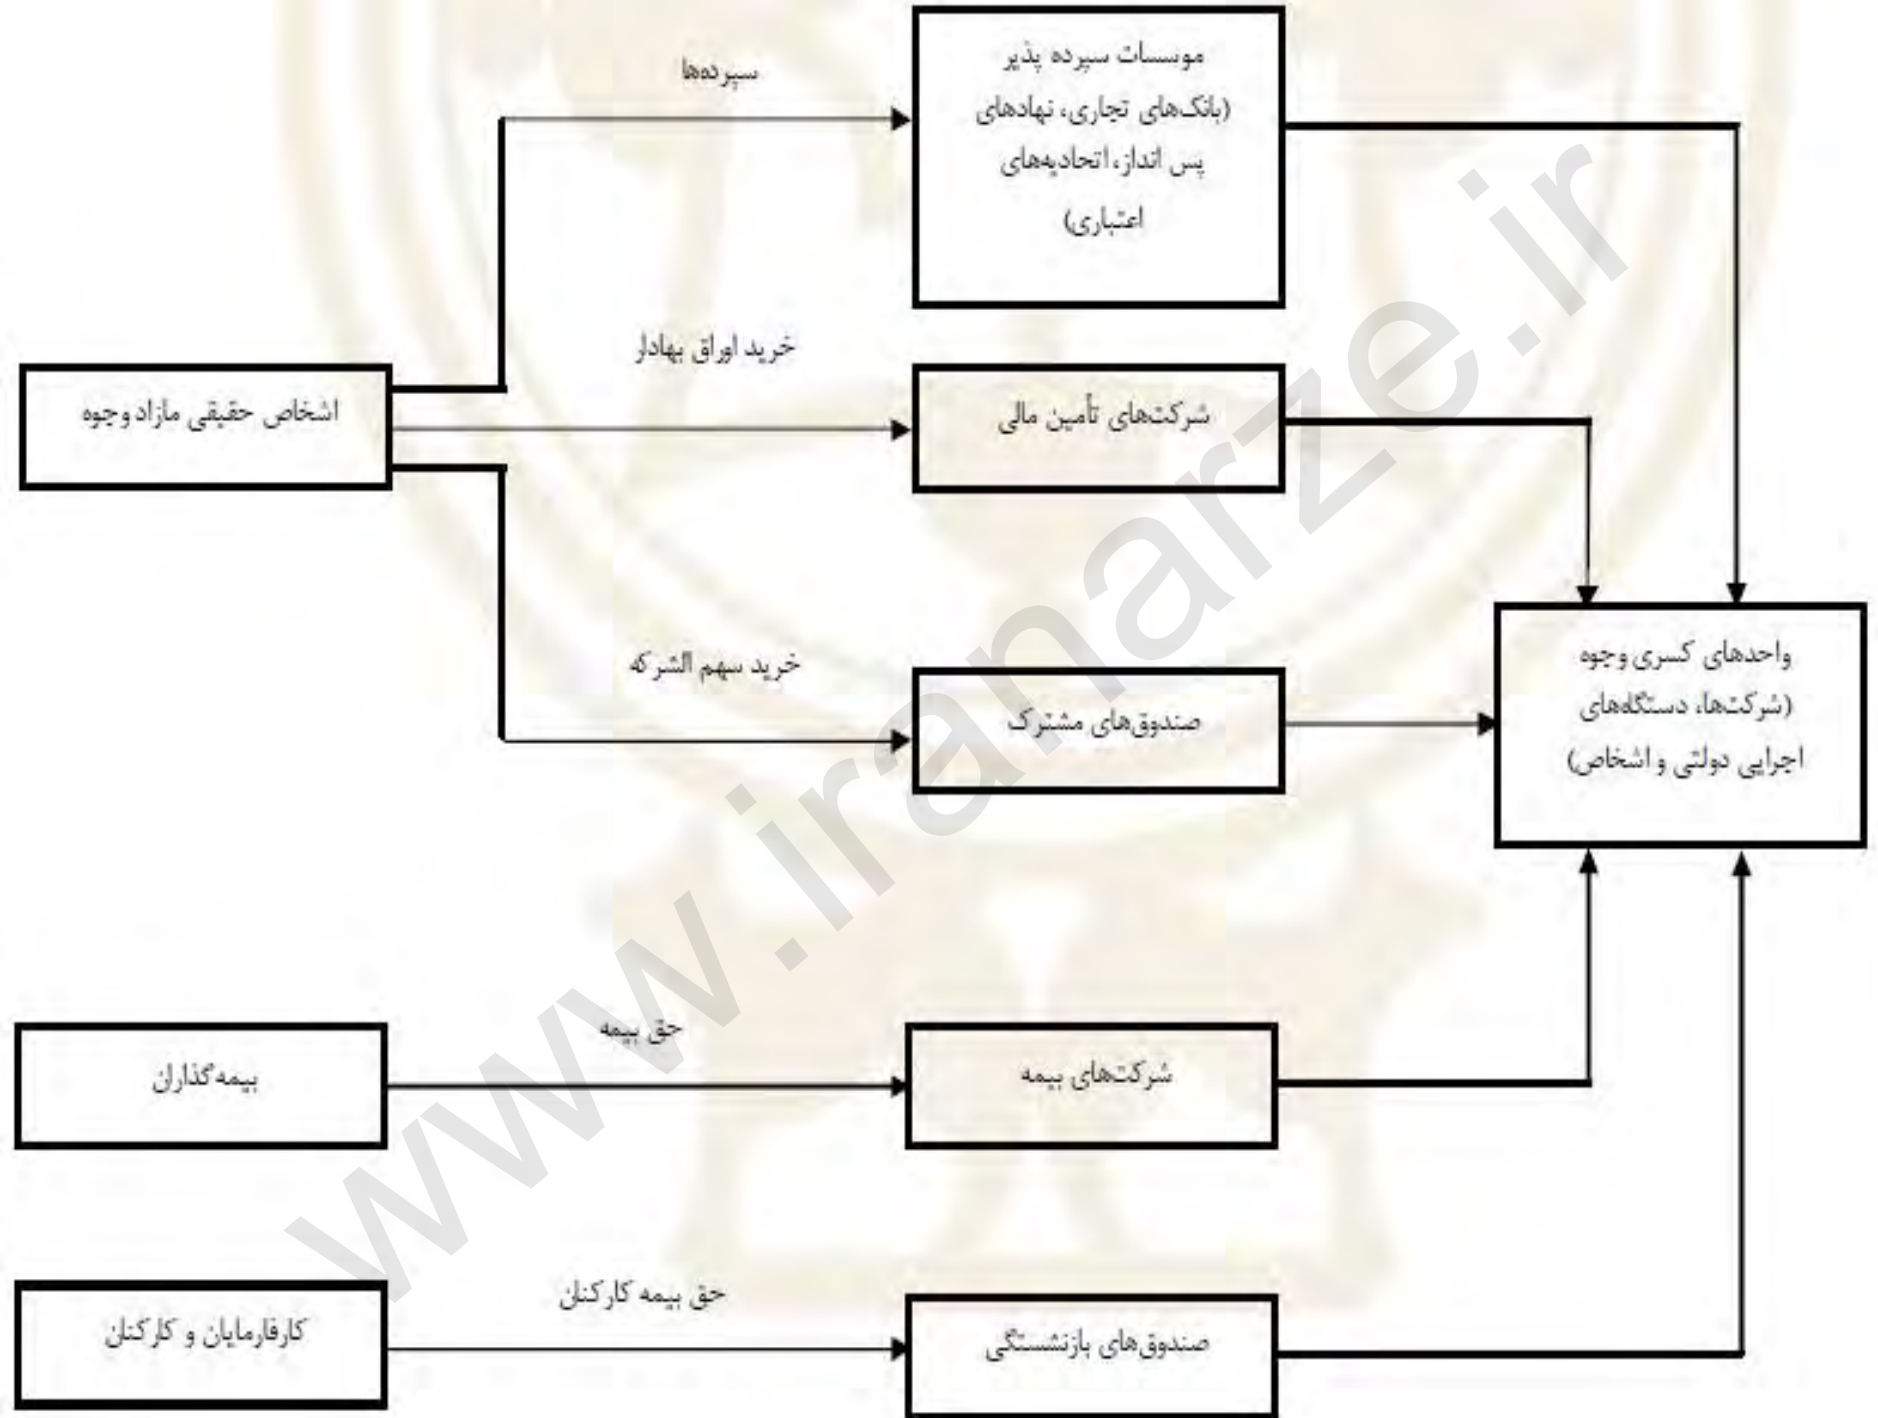 سپرده‌ها
موسسات سپرده پذیر
(بانک‌های تجاری، نهادهای
پس انداز، اتحادیه‌های
اعتباری)
خرید اوراق بهادار
اشخاص حقیقی مازاد وجوه
شرکت‌های تأمین مالی
خرید سهم الشرکه
صندوق‌های مشترک
واحدهای کسری وجوه
(شرکت‌ها، دستگاه‌های
اجرایی دولتی و اشخاص)
حق بیمه
بیمه گذاران
شرکت‌های بیمه
حق بیمه کارکنان
کارفارمایان و کارکنان
صندوق‌های بازنشستگی
www.iranarze.ir